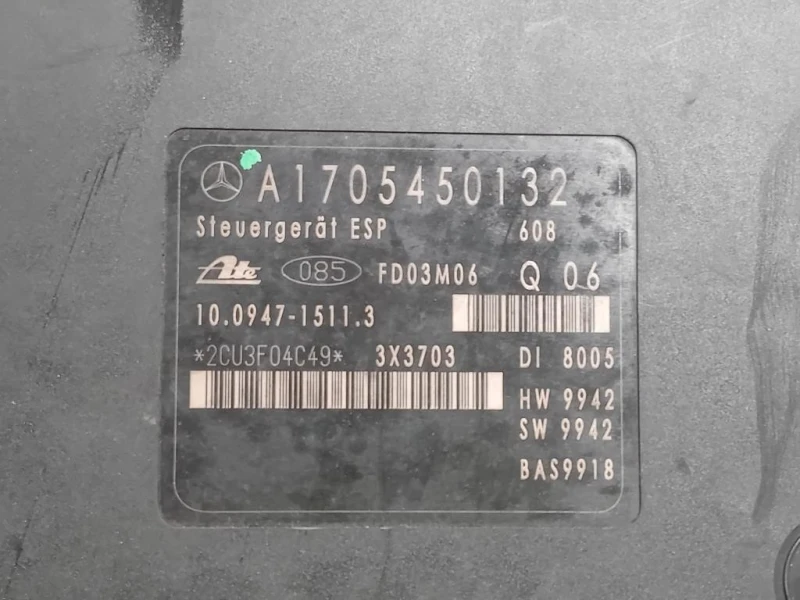 A1705450132
Steuergerät ESP /608
Ate 085 FD03M06 Q 06
10.0947-1511.3
*2CU3F04C49* 3X3703 DI 8005
HW 9942
SW 9942
BAS9918